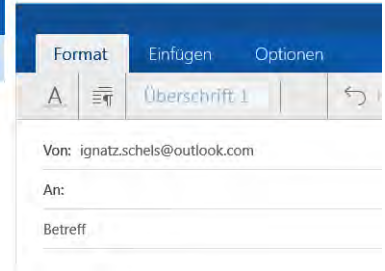 Format Einfügen Optionen
A Überschrift 1
Von: ignatz.schels@outlook.com
An:
Betreff